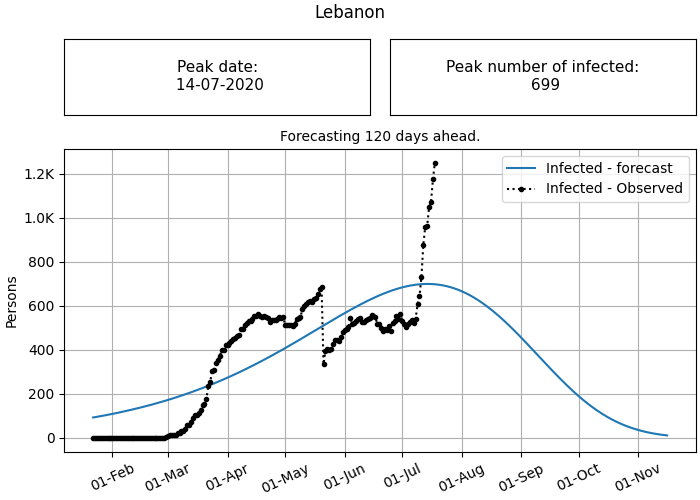 Lebanon
Peak date:
14-07-2020
Peak number of infected:
699
Forecasting 120 days ahead.
Infected - forecast
Infected - Observed
1.2K
1.0K
800
600
400
200
0
Persons
01-Feb
01-Mar
01-Apr
01-May
01-Jun
01-Jul
01-Aug
01-Sep
01-Oct
01-Nov